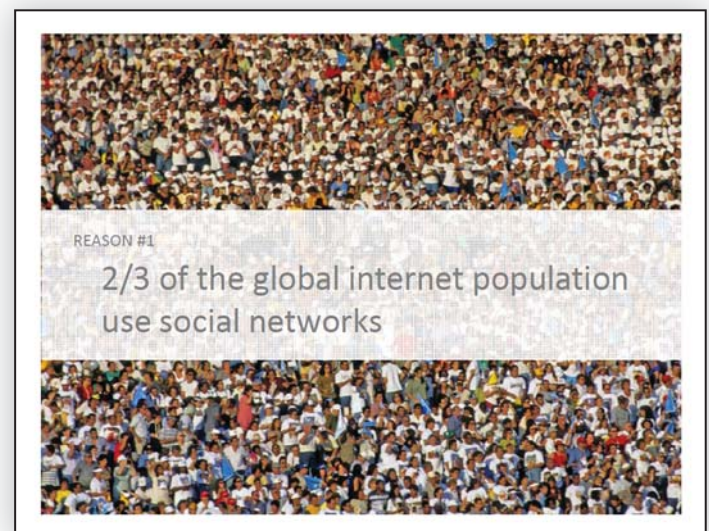 REASON #1
2/3 of the global internet population
use social networks